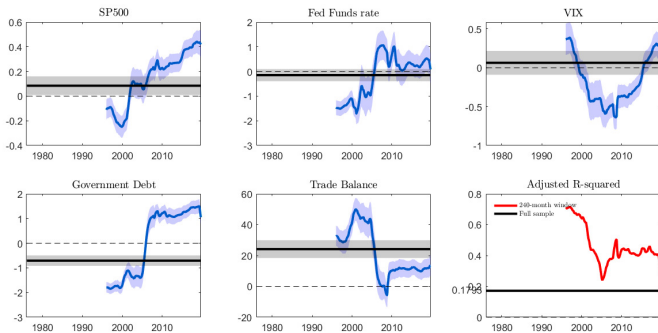 SP500
Fed Funds rate
VIX
0.6
0.4
0.2
0
-0.2
-0.4
1980 1990 2000 2010
2
1
0
-1
-2
-3
1980 1990 2000 2010
0.5
0
-0.5
-1
1980 1990 2000 2010
Government Debt
Trade Balance
Adjusted R-squared
2
1
0
-1
-2
-3
1980 1990 2000 2010
60
40
20
0
-20
1980 1990 2000 2010
0.8
0.6
0.4
0.2
0.1795
0
240-month window
Full sample
1980 1990 2000 2010